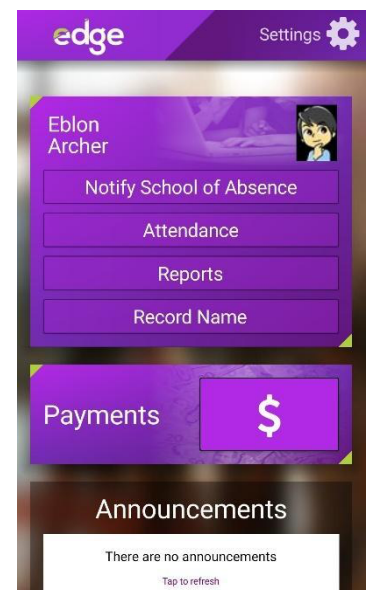 edge
Settings
Eblon
Archer
Notify School of Absence
Attendance
Reports
Record Name
Payments
$
Announcements
There are no announcements
Tap to refresh